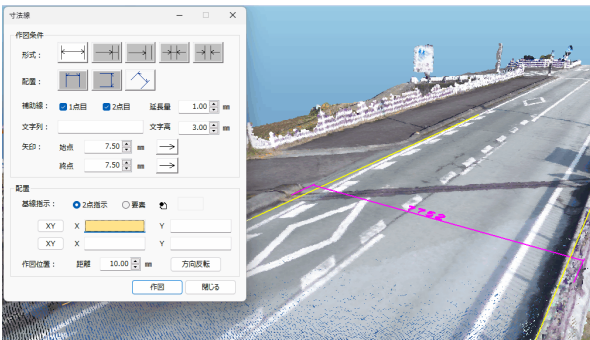 寸法線
作図条件
形式：
配置：
補助線： 1点目 2点目 延長量 1.00 mm
文字列： 文字高 3.00 mm
矢印： 始点 7.50 mm
終点 7.50 mm
配置
基線指示： 2点指示 要素
XY X Y
XY X Y
作図位置： 距離 10.00 mm 方向反転
作図 閉じる
7752